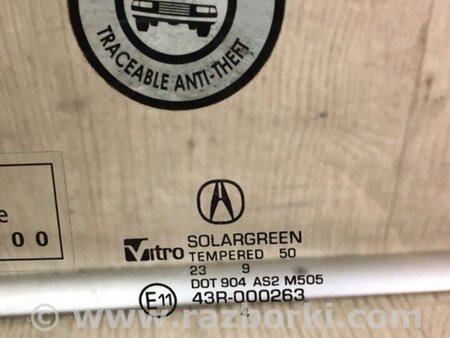 TRACEABLE ANTI-THEFT
e
00
Vitro SOLARGREEN
TEMPERED 50
23 9
DOT 904 AS2 M505
E11 43R-000263
4
© www.razborki.com